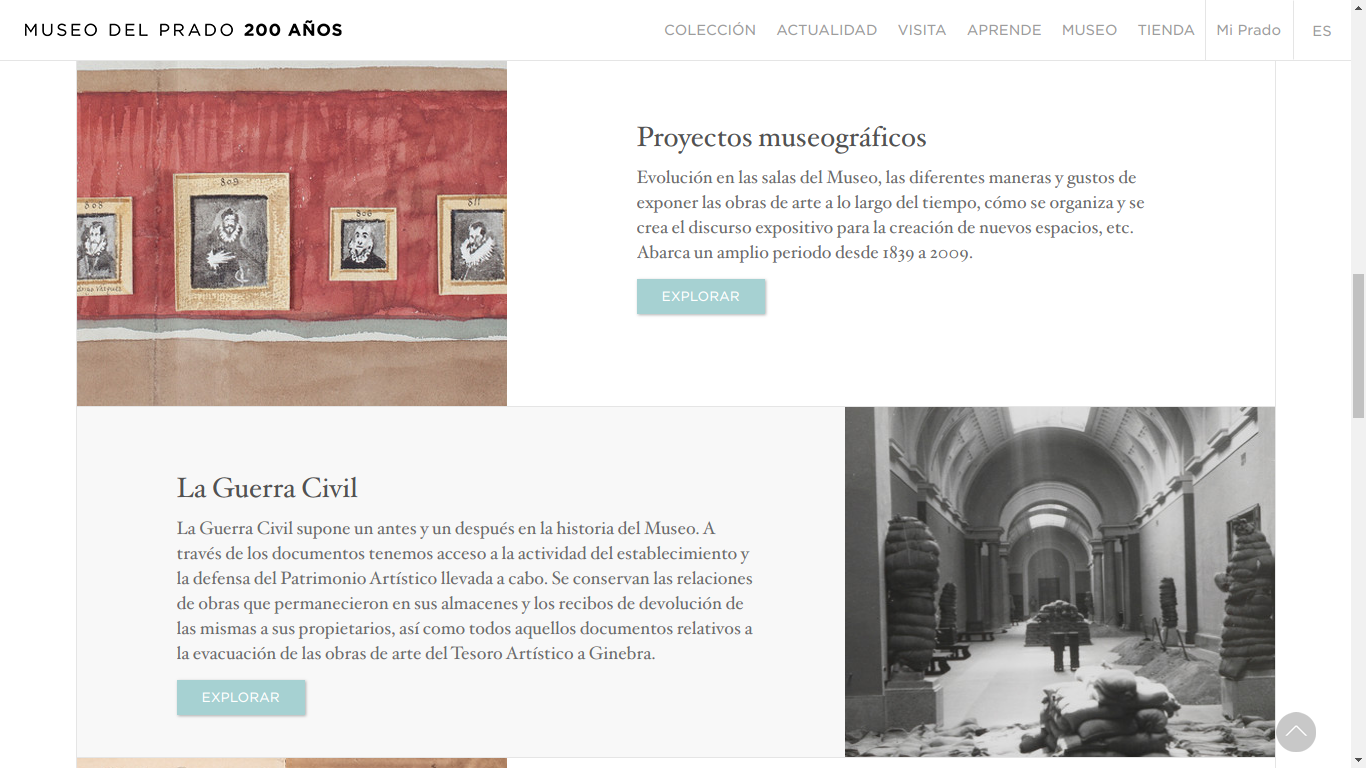 MUSEO DEL PRADO 200 AÑOS
COLECCIÓN ACTUALIDAD VISITA APRENDE MUSEO TIENDA Mi Prado ES
808
809
806
811
Proyectos museográficos
Evolución en las salas del Museo, las diferentes maneras y gustos de
exponer las obras de arte a lo largo del tiempo, cómo se organiza y se
crea el discurso expositivo para la creación de nuevos espacios, etc.
Abarca un amplio periodo desde 1839 a 2009.
EXPLORAR
La Guerra Civil
La Guerra Civil supone un antes y un después en la historia del Museo. A
través de los documentos tenemos acceso a la actividad del establecimiento y
la defensa del Patrimonio Artístico llevada a cabo. Se conservan las relaciones
de obras que permanecieron en sus almacenes y los recibos de devolución de
las mismas a sus propietarios, así como todos aquellos documentos relativos a
la evacuación de las obras de arte del Tesoro Artístico a Ginebra.
EXPLORAR